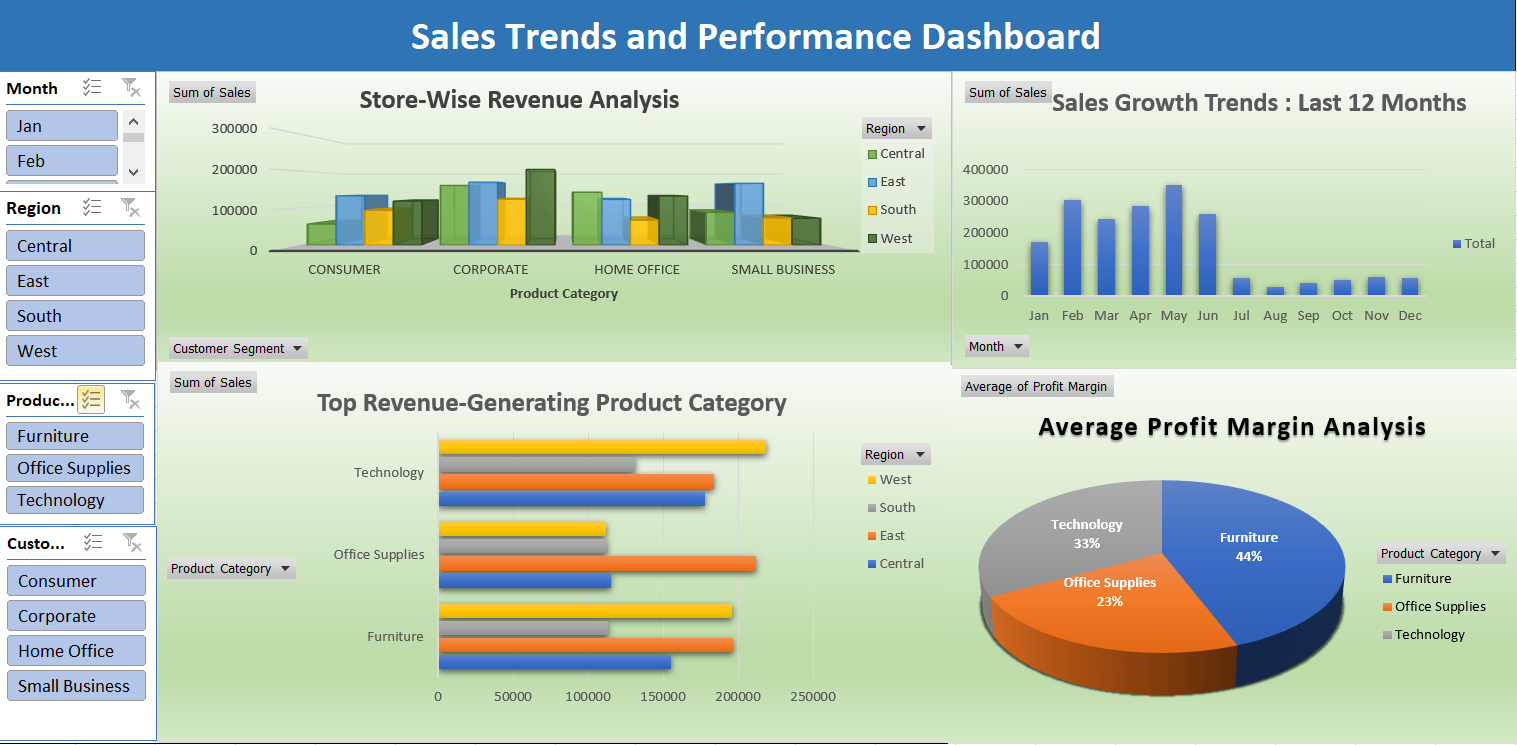 Sales Trends and Performance Dashboard
Month
Jan
Feb
Region
Central
East
South
West
Produc...
Furniture
Office Supplies
Technology
Custo...
Consumer
Corporate
Home Office
Small Business
Sum of Sales
Store-Wise Revenue Analysis
300000
200000
100000
0
CONSUMER CORPORATE HOME OFFICE SMALL BUSINESS
Product Category
Region
Central
East
South
West
Customer Segment
Sum of Sales
Sales Growth Trends : Last 12 Months
400000
300000
200000
100000
0
Jan Feb Mar Apr May Jun Jul Aug Sep Oct Nov Dec
Total
Month
Sum of Sales
Top Revenue-Generating Product Category
Technology
Office Supplies
Furniture
0 50000 100000 150000 200000 250000
Product Category
Region
West
South
East
Central
Average of Profit Margin
Average Profit Margin Analysis
Technology
33%
Furniture
44%
Office Supplies
23%
Product Category
Furniture
Office Supplies
Technology